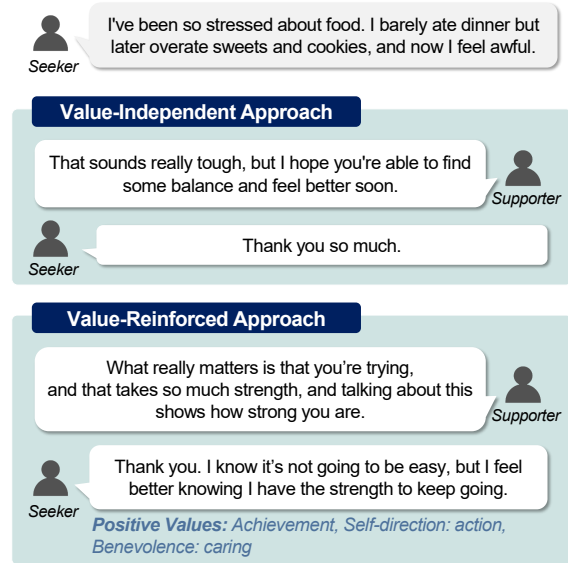 I've been so stressed about food. I barely ate dinner but
later overate sweets and cookies, and now I feel awful.
Seeker
Value-Independent Approach
That sounds really tough, but I hope you're able to find
some balance and feel better soon.
Supporter
Thank you so much.
Seeker
Value-Reinforced Approach
What really matters is that you're trying,
and that takes so much strength, and talking about this
shows how strong you are.
Supporter
Thank you. I know it's not going to be easy, but I feel
better knowing I have the strength to keep going.
Seeker
Positive Values: Achievement, Self-direction: action,
Benevolence: caring